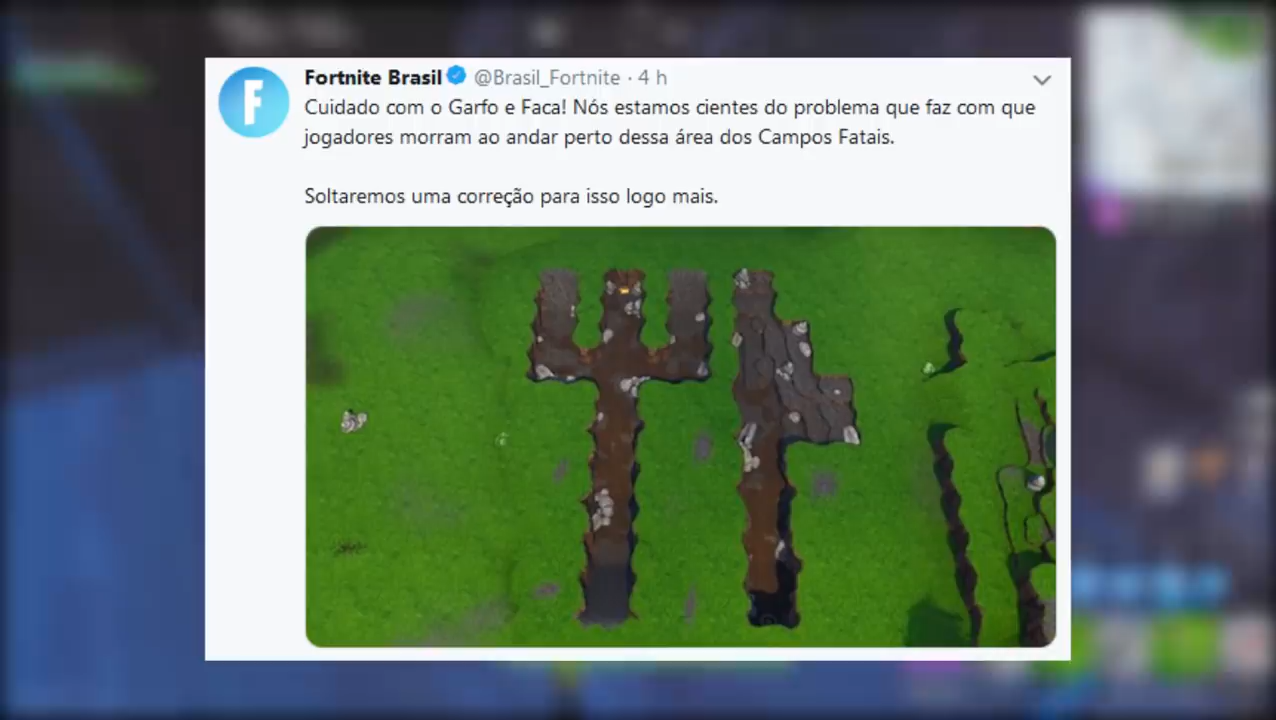 Fortnite Brasil @Brasil_Fortnite · 4 h
Cuidado com o Garfo e Faca! Nós estamos cientes do problema que faz com que
jogadores morram ao andar perto dessa área dos Campos Fatais.
Soltaremos uma correção para isso logo mais.